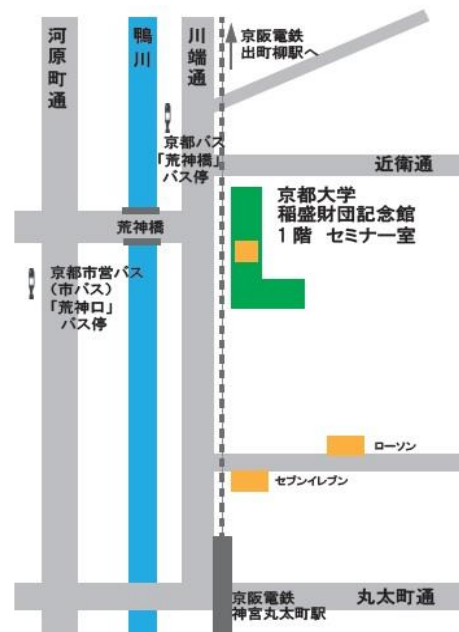 河原町通
鴨川
川端通
京阪電鉄
出町柳駅へ
京都バス
「荒神橋」
バス停
近衛通
京都大学
稲盛財団記念館
１階 セミナー室
荒神橋
京都市営バス
（市バス）
「荒神口」
バス停
ローソン
セブンイレブン
京阪電鉄
神宮丸太町駅
丸太町通